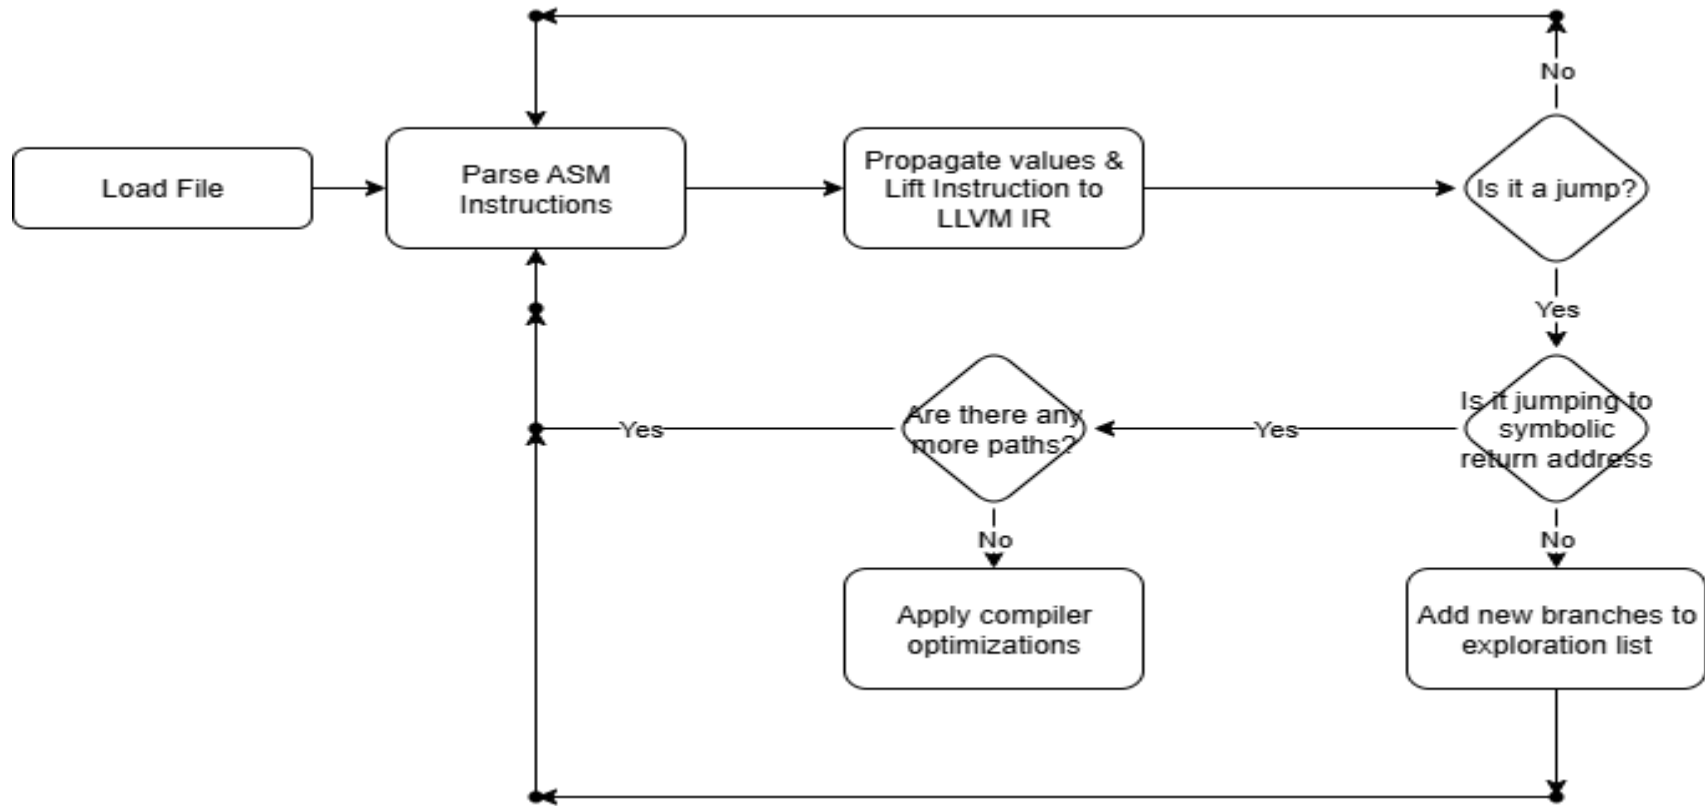 No
Load File
Parse ASM
Instructions
Propagate values &
Lift Instruction to
LLVM IR
Is it a jump?
Yes
Is it jumping to
symbolic
return address
Yes
Are there any
more paths?
Yes
No
No
Apply compiler
optimizations
Add new branches to
exploration list